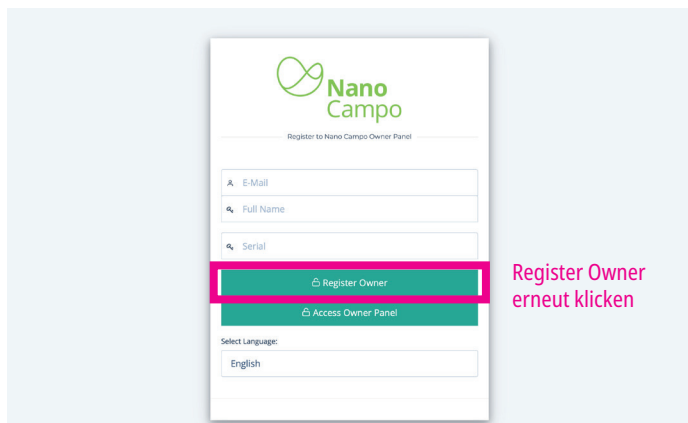 Nano
Campo
Register to Nano Campo Owner Panel
E-Mail
Full Name
Serial
Register Owner
Register Owner
erneut klicken
Access Owner Panel
Select Language:
English